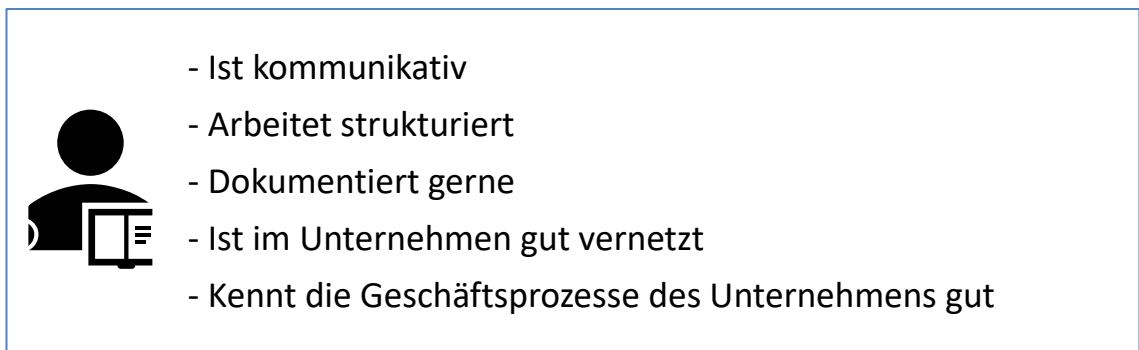 - Ist kommunikativ
- Arbeitet strukturiert
- Dokumentiert gerne
- Ist im Unternehmen gut vernetzt
- Kennt die Geschäftsprozesse des Unternehmens gut